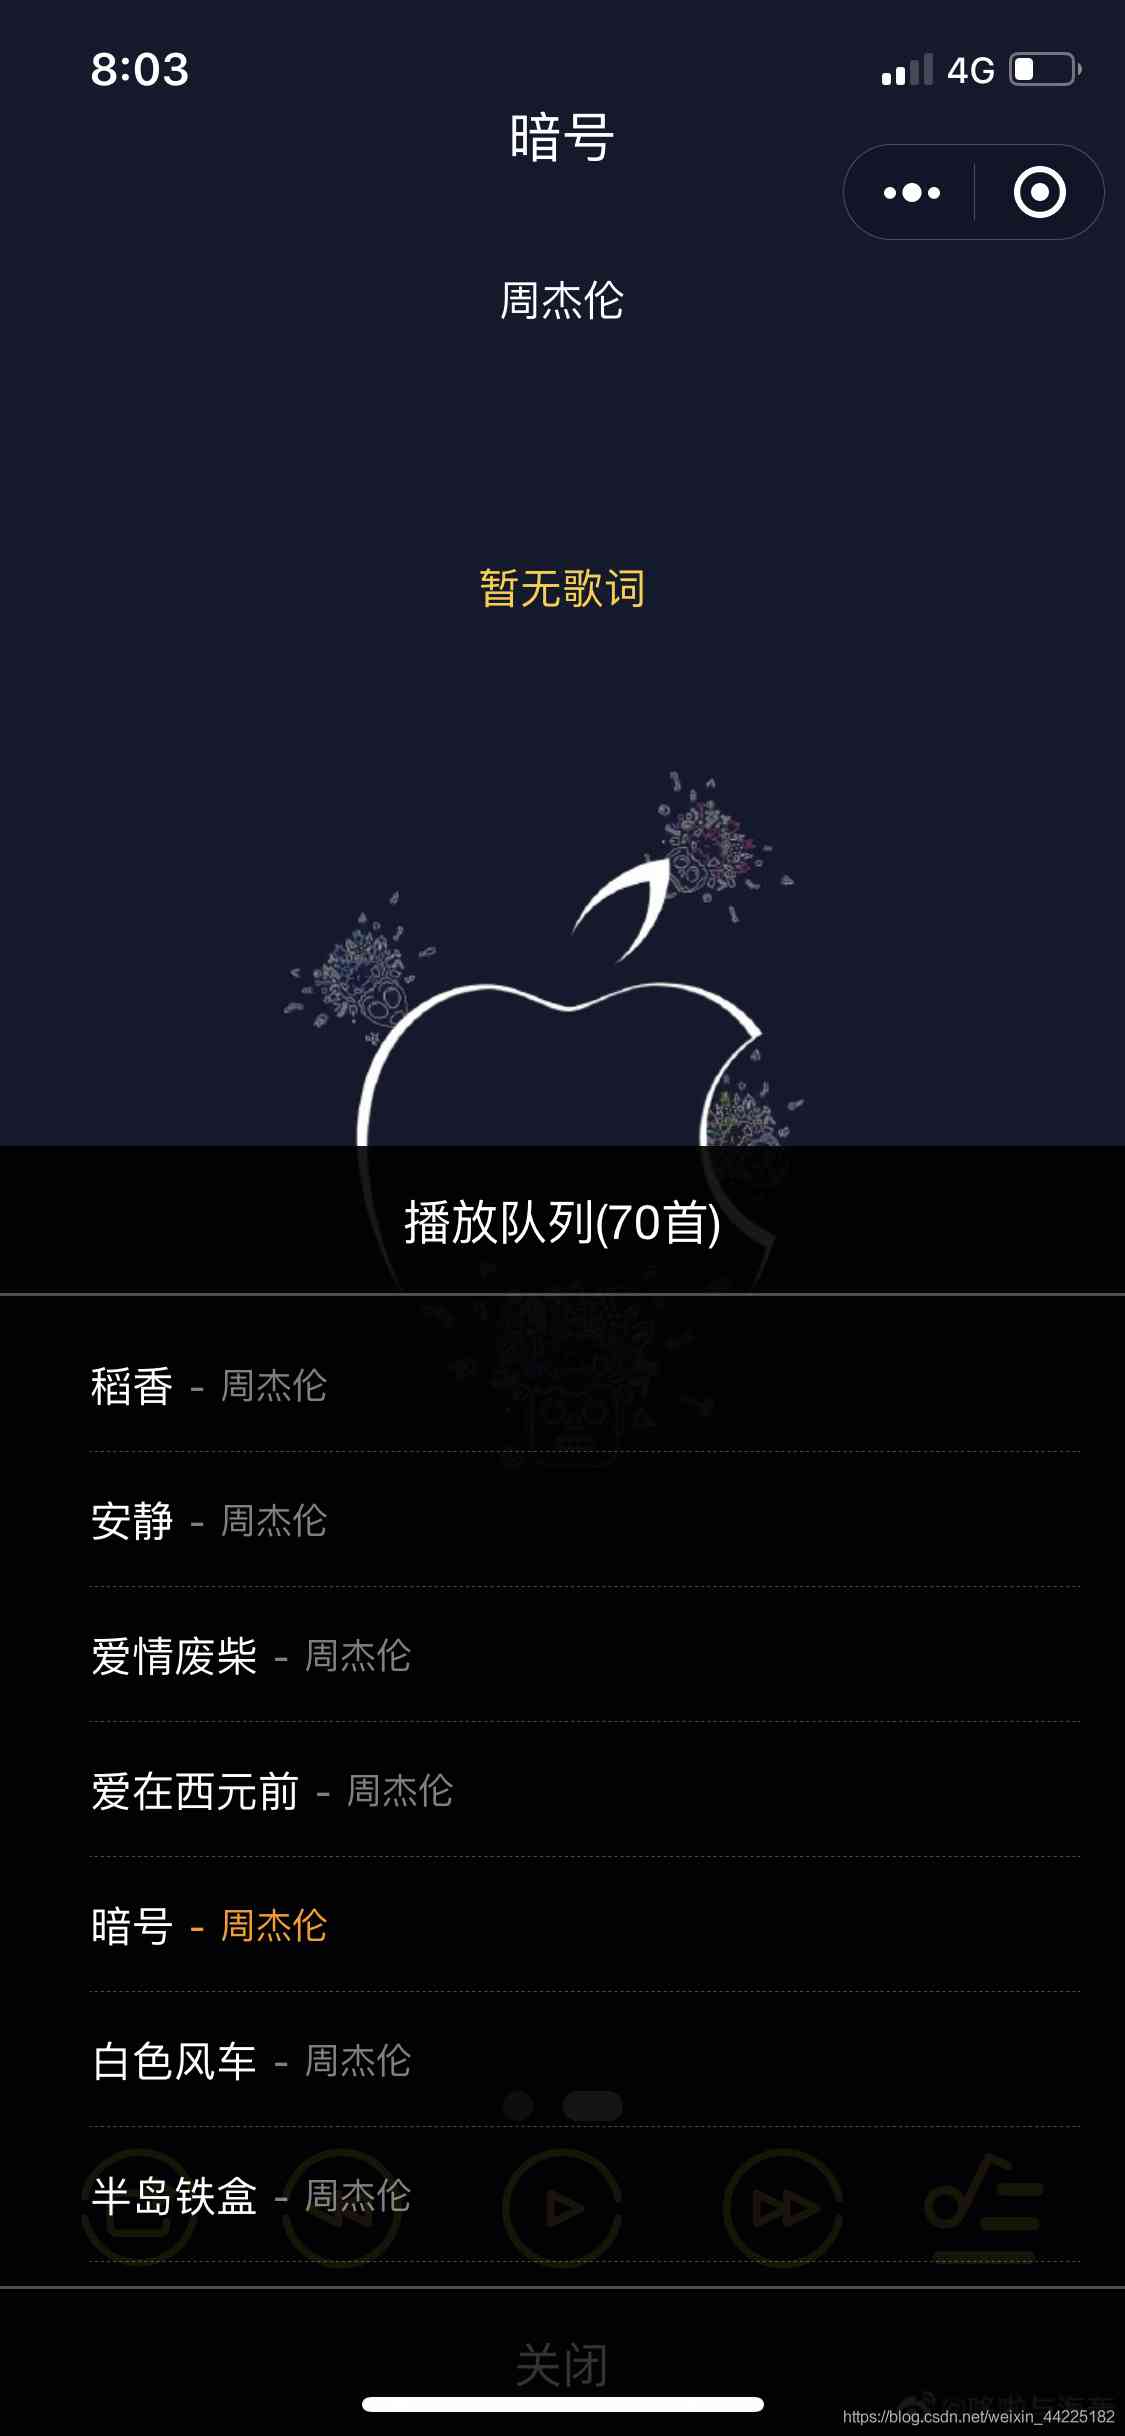 8:03
4G
暗号
周杰伦
暂无歌词
播放队列(70首)
稻香 - 周杰伦
安静 - 周杰伦
爱情废柴 - 周杰伦
爱在西元前 - 周杰伦
暗号 - 周杰伦
白色风车 - 周杰伦
半岛铁盒 - 周杰伦
关闭
https://blog.csdn.net/weixin_44225182